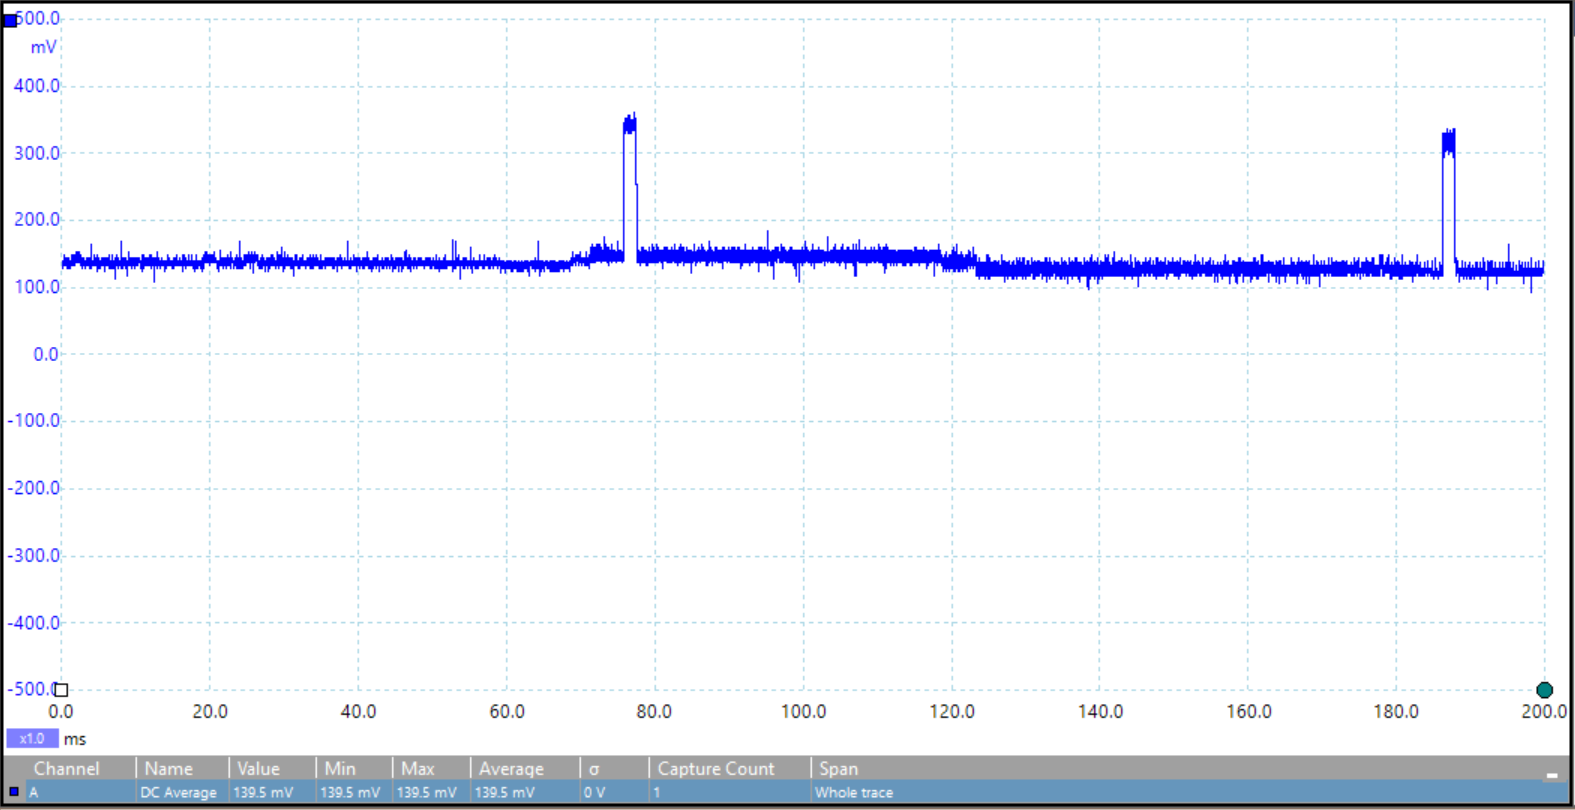 500.0
mV
400.0
300.0
200.0
100.0
0.0
-100.0
-200.0
-300.0
-400.0
-500.0
0.0 20.0 40.0 60.0 80.0 100.0 120.0 140.0 160.0 180.0 200.0
x1.0 ms
Channel Name Value Min Max Average σ Capture Count Span
A DC Average 139.5 mV 139.5 mV 139.5 mV 139.5 mV 0 V 1 Whole trace